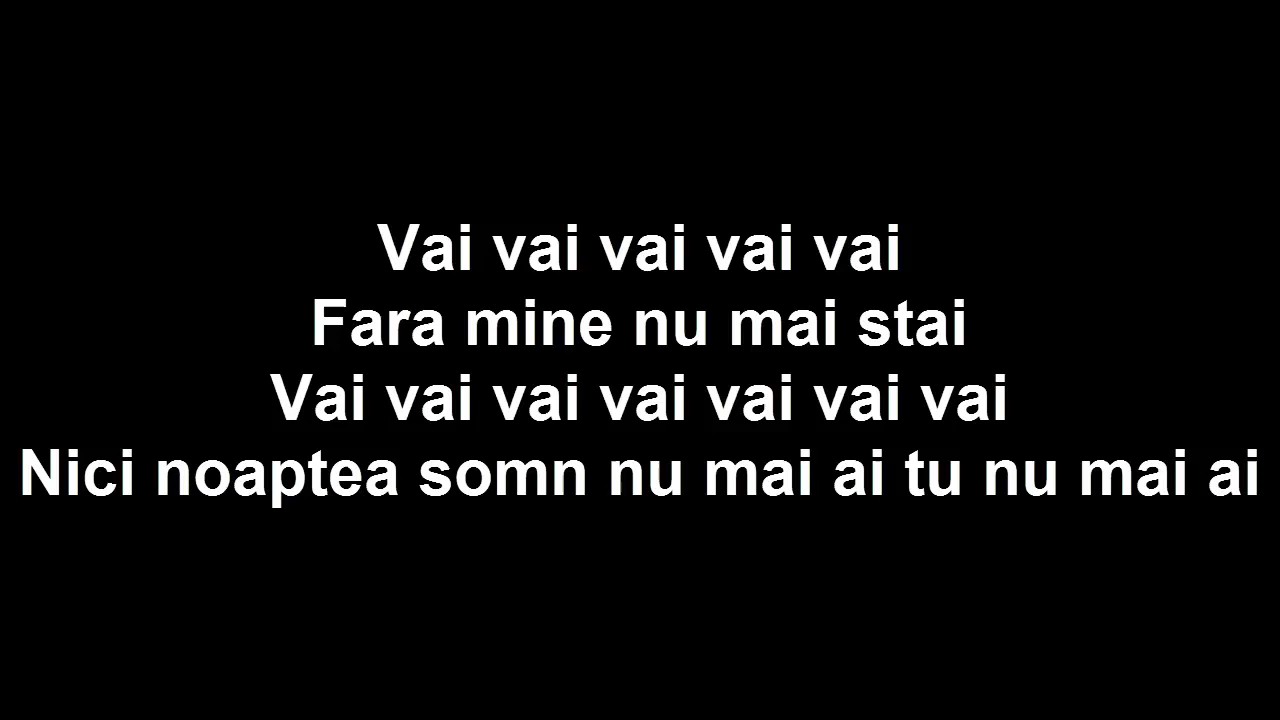 Vai vai vai vai vai
Fara mine nu mai stai
Vai vai vai vai vai vai vai
Nici noaptea somn nu mai ai tu nu mai ai